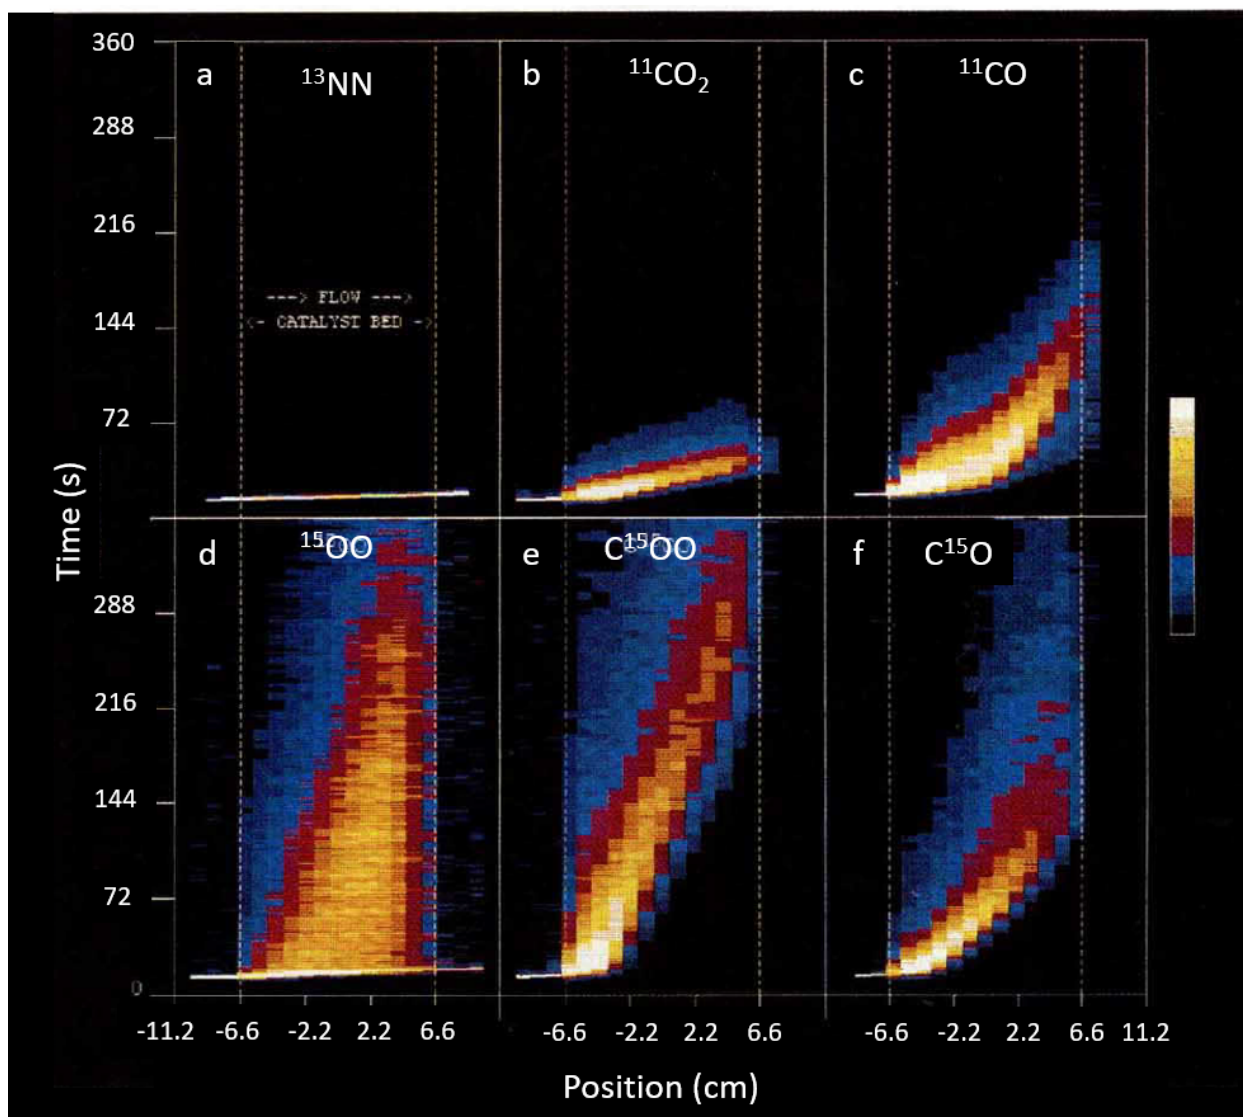 360
a ¹³NN b ¹¹CO₂ c ¹¹CO
288
216
---> FLOW --->
<- CATALYST BED ->
144
72
Time (s)
d ¹⁵OO e C¹⁵OO f C¹⁵O
288
216
144
72
0
-11.2 -6.6 -2.2 2.2 6.6 -6.6 -2.2 2.2 6.6 -6.6 -2.2 2.2 6.6 11.2
Position (cm)